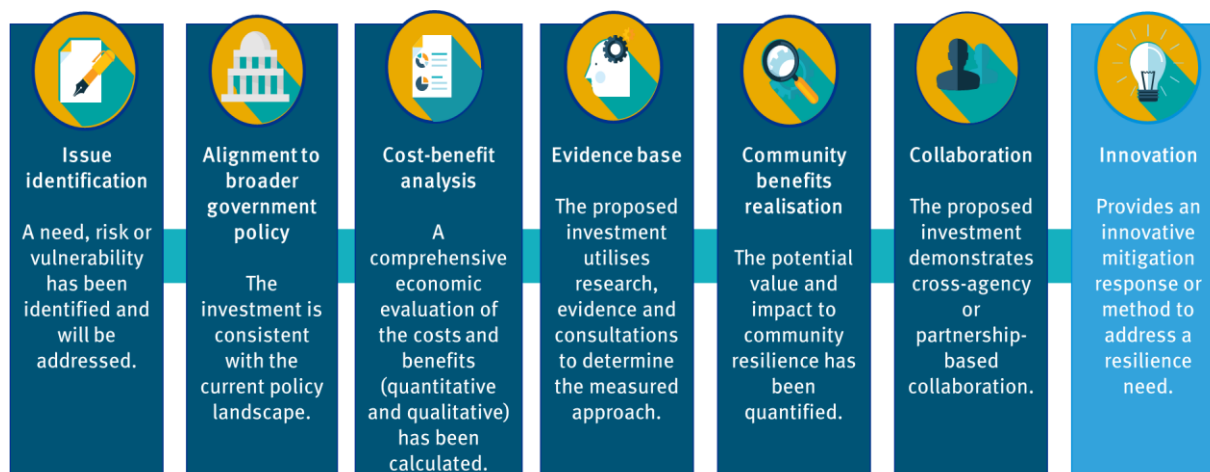 Issue
identification
A need, risk or
vulnerability
has been
identified and
will be
addressed.
Alignment to
broader
government
policy
The
investment is
consistent
with the
current policy
landscape.
Cost-benefit
analysis
A
comprehensive
economic
evaluation of
the costs and
benefits
(quantitative
and qualitative)
has been
calculated.
Evidence base
The proposed
investment
utilises
research,
evidence and
consultations
to determine
the measured
approach.
Community
benefits
realisation
The potential
value and
impact to
community
resilience has
been
quantified.
Collaboration
The proposed
investment
demonstrates
cross-agency
or
partnership-
based
collaboration.
Innovation
Provides an
innovative
mitigation
response or
method to
address a
resilience
need.